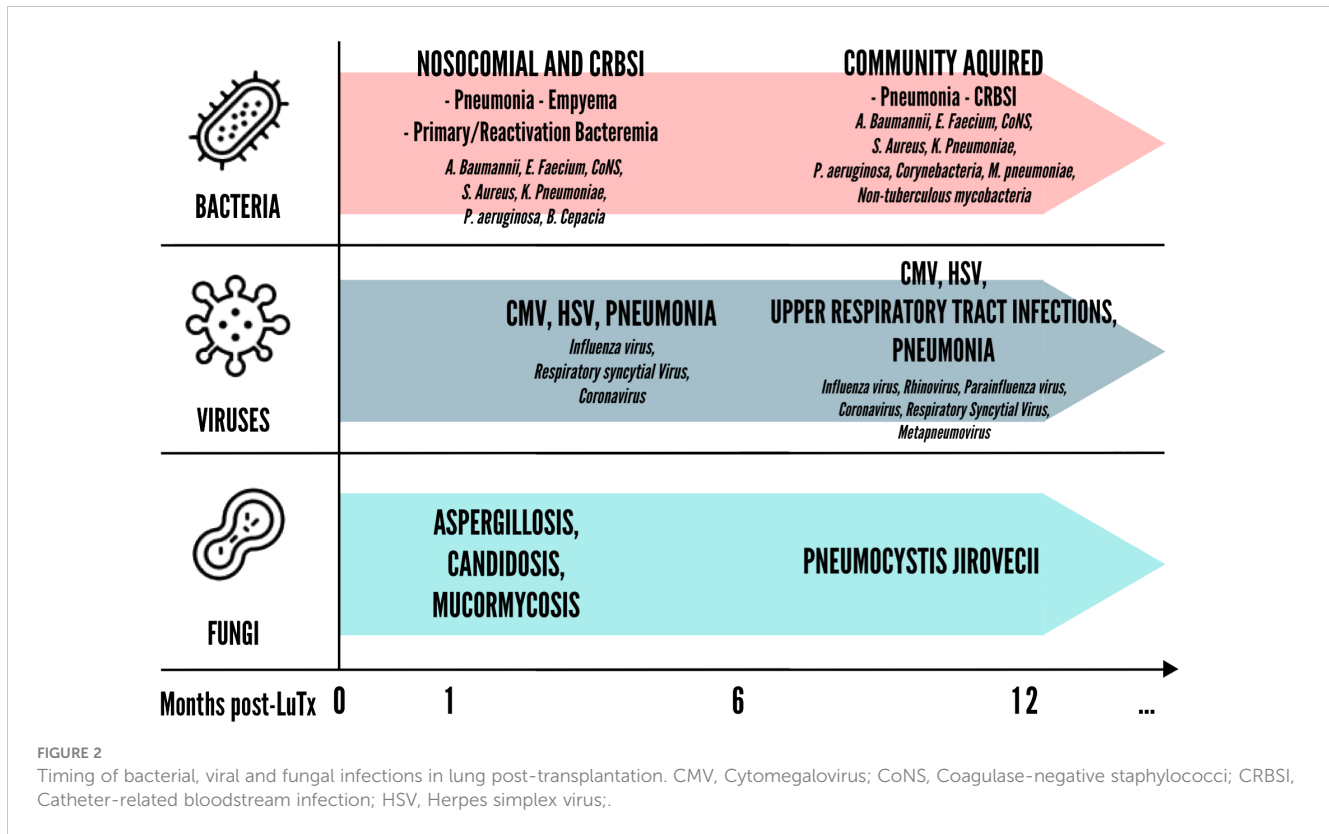 NOSOCOMIAL AND CRBSI
- Pneumonia - Empyema
- Primary/Reactivation Bacteremia
A. Baumannii, E. Faecium, CoNS,
S. Aureus, K. Pneumoniae,
P. aeruginosa, B. Cepacia
COMMUNITY AQUIRED
- Pneumonia - CRBSI
A. Baumannii, E. Faecium, CoNS,
S. Aureus, K. Pneumoniae,
P. aeruginosa, Corynebacteria, M. pneumoniae,
Non-tuberculous mycobacteria
BACTERIA
CMV, HSV, PNEUMONIA
Influenza virus,
Respiratory syncytial Virus,
Coronavirus
CMV, HSV,
UPPER RESPIRATORY TRACT INFECTIONS,
PNEUMONIA
Influenza virus, Rhinovirus, Parainfluenza virus,
Coronavirus, Respiratory Syncytial Virus,
Metapneumovirus
VIRUSES
ASPERGILLOSIS,
CANDIDOSIS,
MUCORMYCOSIS
PNEUMOCYSTIS JIROVECII
FUNGI
Months post-LuTx 0 1 6 12 ...
FIGURE 2
Timing of bacterial, viral and fungal infections in lung post-transplantation. CMV, Cytomegalovirus; CoNS, Coagulase-negative staphylococci; CRBSI,
Catheter-related bloodstream infection; HSV, Herpes simplex virus;.